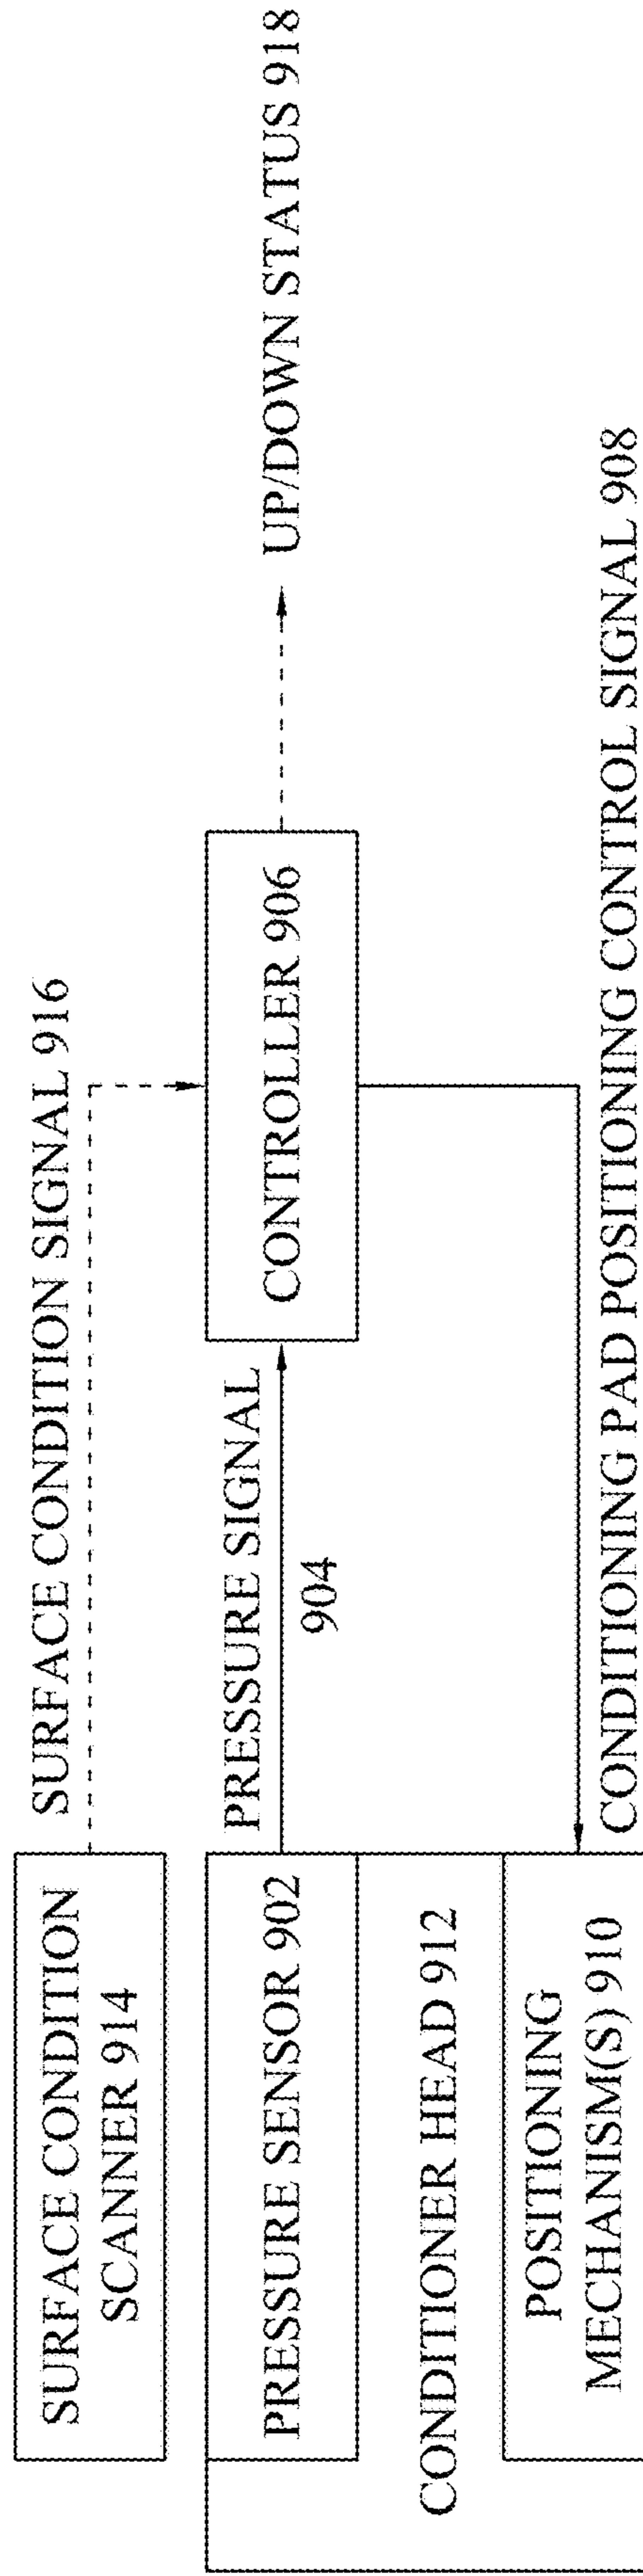 SURFACE CONDITION
SCANNER 914
SURFACE CONDITION SIGNAL 916
PRESSURE SENSOR 902
PRESSURE SIGNAL
904
CONTROLLER 906
UP/DOWN STATUS 918
CONDITIONER HEAD 912
POSITIONING
MECHANISM(S) 910
CONDITIONING PAD POSITIONING CONTROL SIGNAL 908